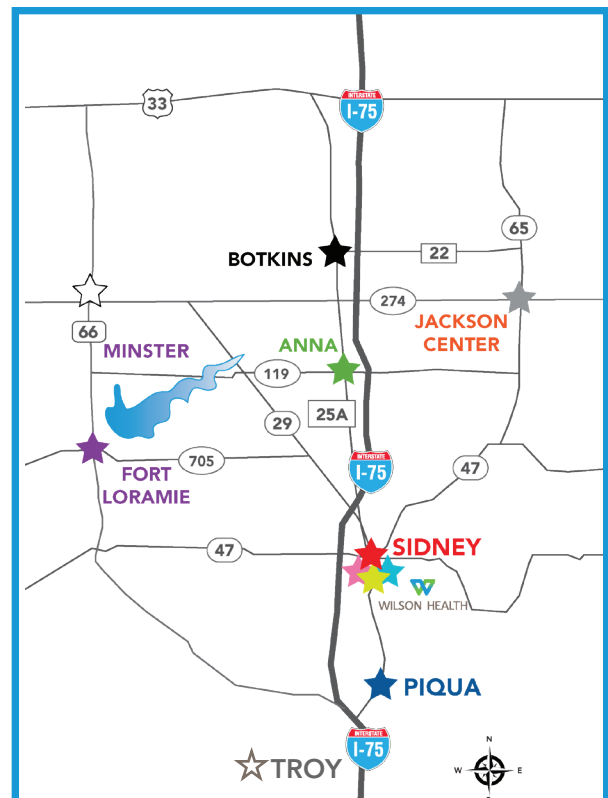 33
INTERSTATE
I-75
65
BOTKINS
22
274
66
JACKSON
CENTER
MINSTER
ANNA
119
25A
29
INTERSTATE
I-75
47
705
FORT
LORAMIE
SIDNEY
47
WILSON HEALTH
PIQUA
INTERSTATE
I-75
N
W
E
TROY